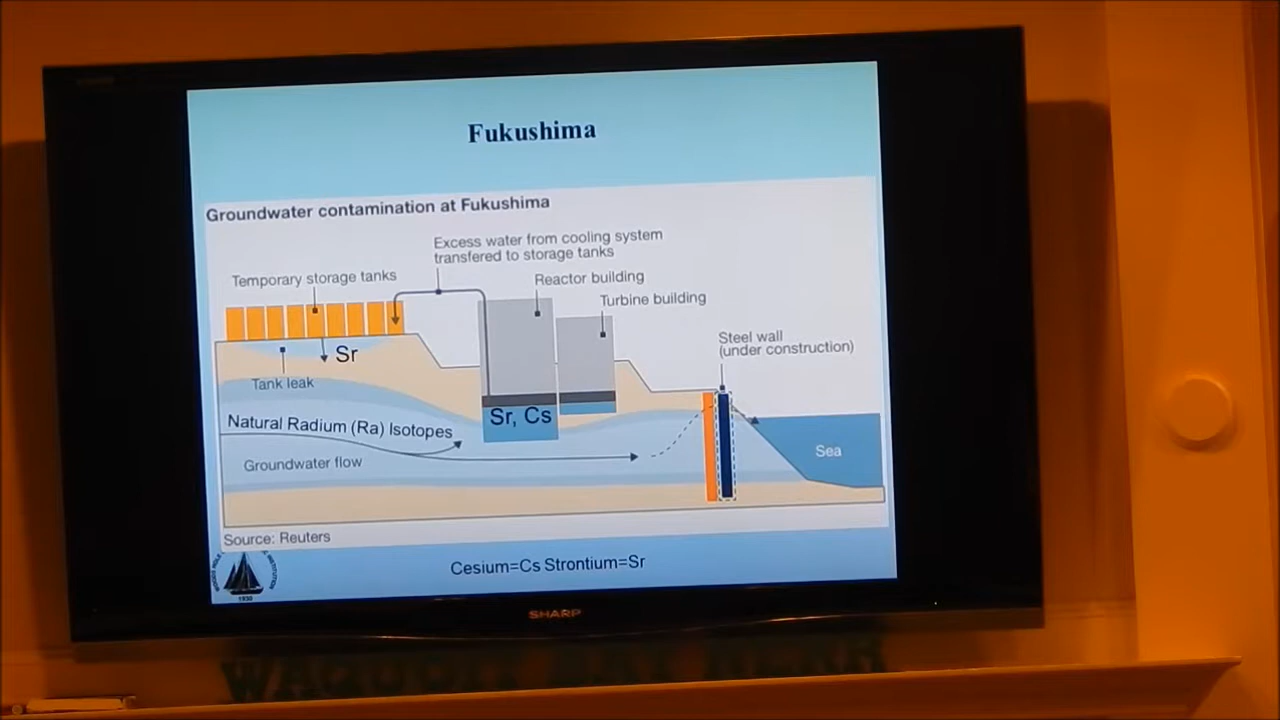 Fukushima
Groundwater contamination at Fukushima
Excess water from cooling system
transfered to storage tanks
Temporary storage tanks
Reactor building
Turbine building
Steel wall
(under construction)
Sr
Tank leak
Sr, Cs
Natural Radium (Ra) Isotopes
Groundwater flow
Sea
Source: Reuters
Cesium=Cs Strontium=Sr
1930
SHARP